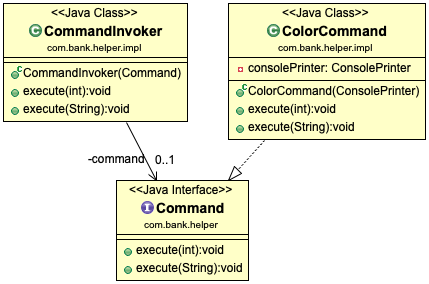 <<Java Class>>
C CommandInvoker
com.bank.helper.impl
C CommandInvoker(Command)
execute(int):void
execute(String):void
<<Java Class>>
C ColorCommand
com.bank.helper.impl
consolePrinter: ConsolePrinter
C ColorCommand(ConsolePrinter)
execute(int):void
execute(String):void
-command 0..1
<<Java Interface>>
I Command
com.bank.helper
execute(int):void
execute(String):void